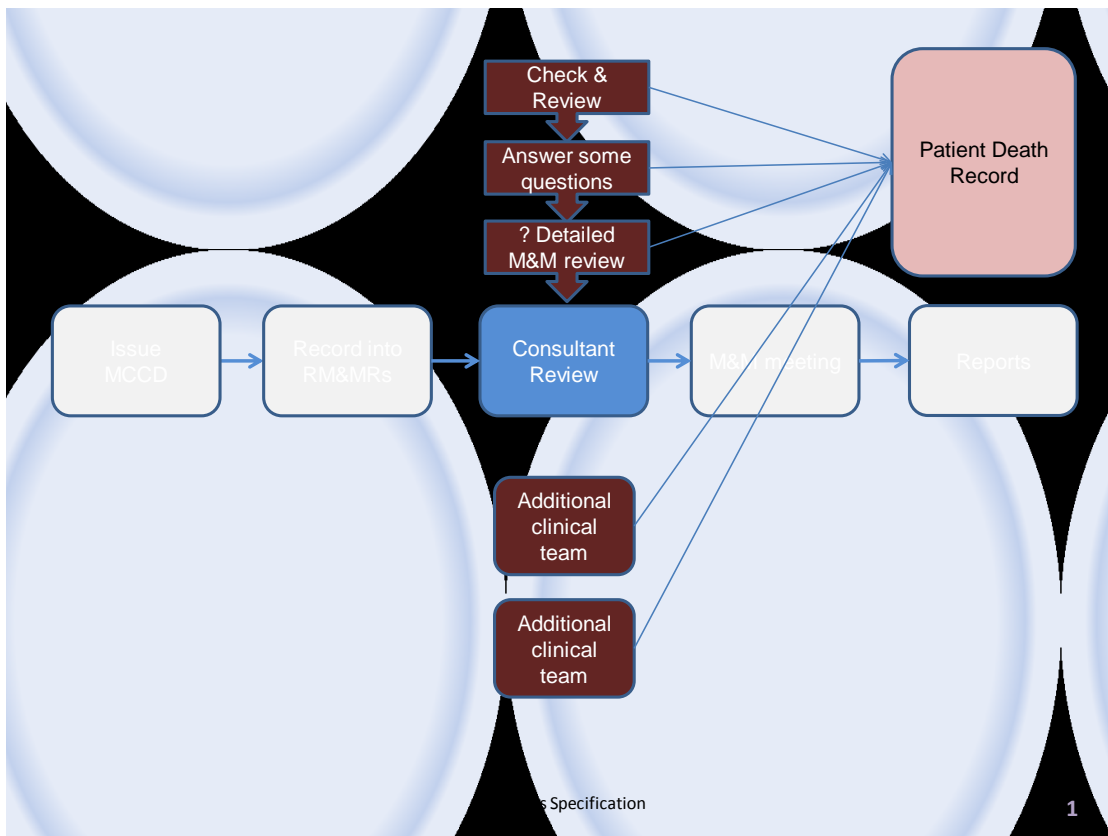 Check &
Review
Answer some
questions
? Detailed
M&M review
Patient Death
Record
Issue
MCCD
Record into
RM&MRs
Consultant
Review
M&M meeting
Reports
Additional
clinical
team
Additional
clinical
team
Specification
1